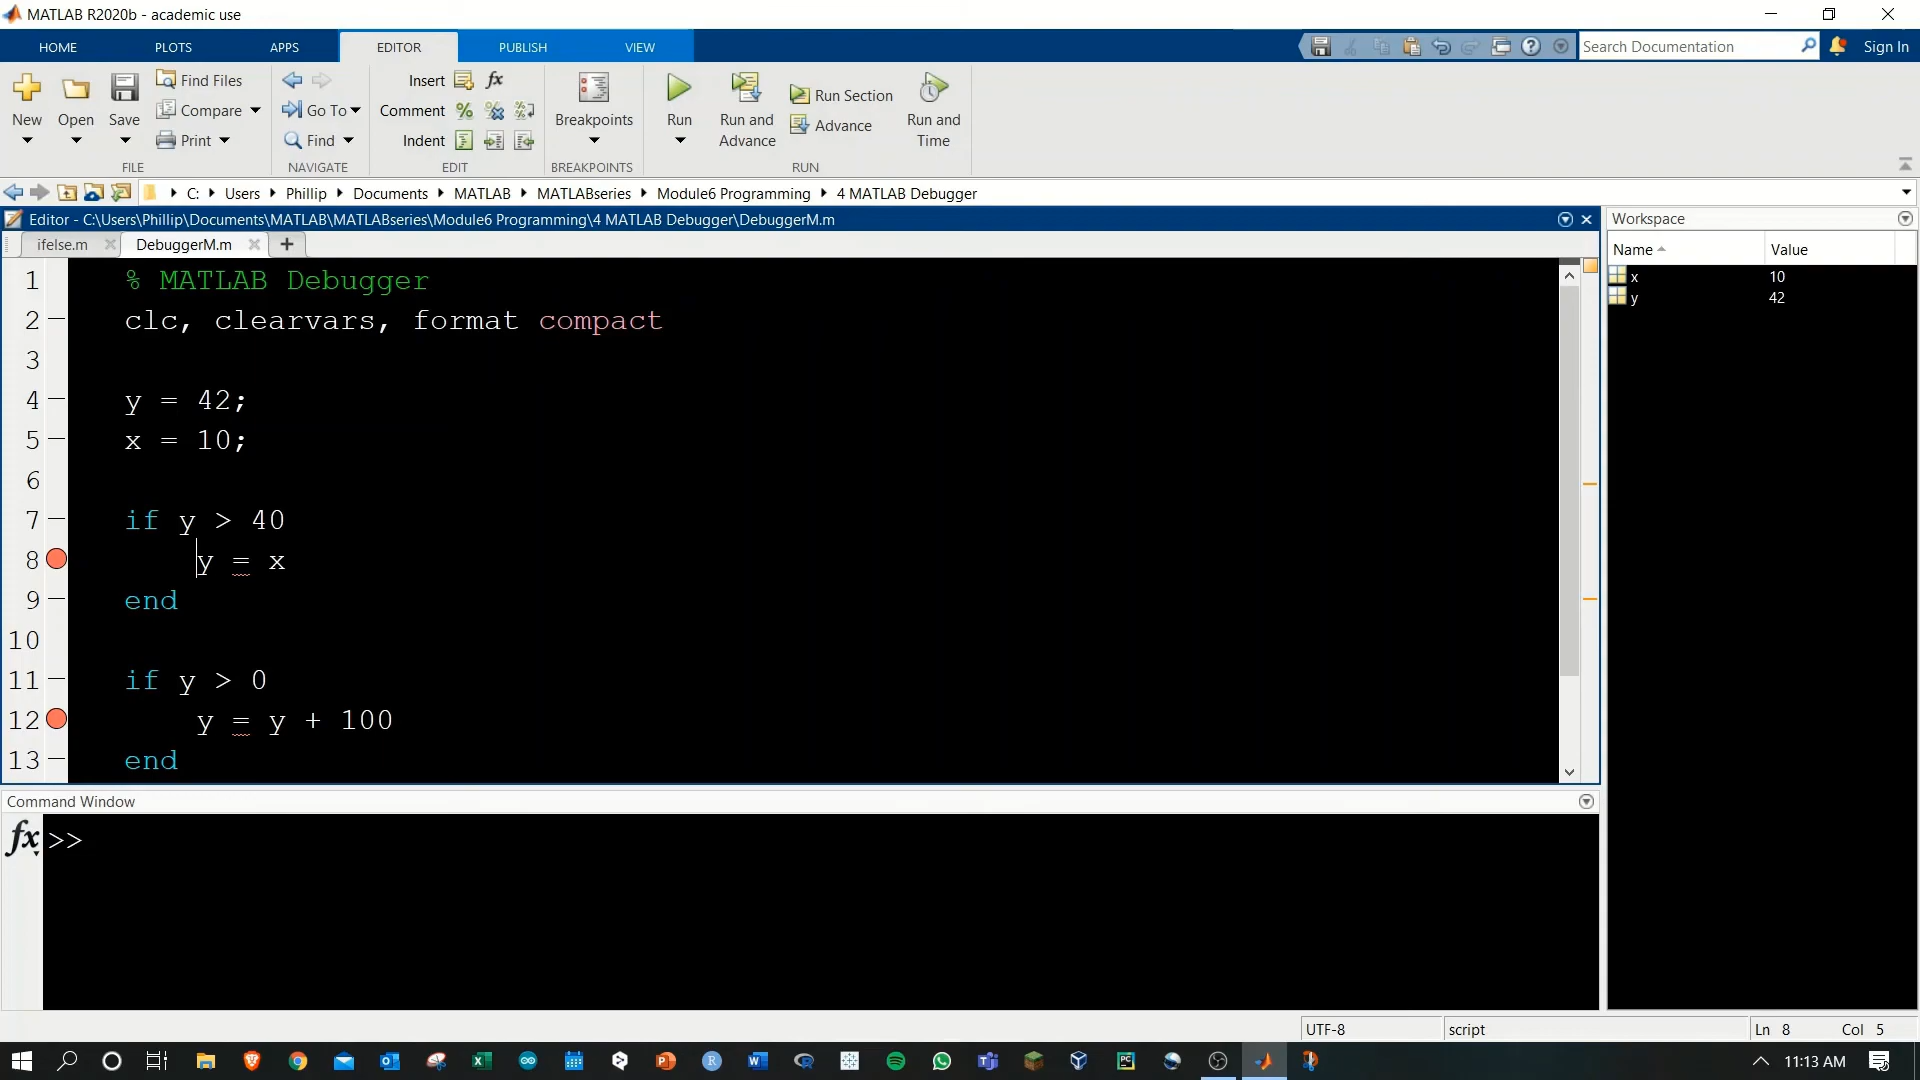 MATLAB R2020b - academic use
HOME PLOTS APPS EDITOR PUBLISH VIEW
Search Documentation
Sign In
New
Open
Save
Find Files
Compare
Print
FILE
Go To
Find
NAVIGATE
Insert fx
Comment
Indent
EDIT
Breakpoints
BREAKPOINTS
Run
Run and Advance
Run Section
Advance
Run and Time
RUN
C: Users Phillip Documents MATLAB MATLABseries Module6 Programming 4 MATLAB Debugger
Editor - C:\Users\Phillip\Documents\MATLAB\MATLABseries\Module6 Programming\4 MATLAB Debugger\DebuggerM.m
ifelse.m DebuggerM.m
1 % MATLAB Debugger
2 clc, clearvars, format compact
3
4 y = 42;
5 x = 10;
6
7 if y > 40
8 y = x
9 end
10
11 if y > 0
12 y = y + 100
13 end
Workspace
Name Value
x 10
y 42
Command Window
fx >>
UTF-8 script Ln 8 Col 5
11:13 AM